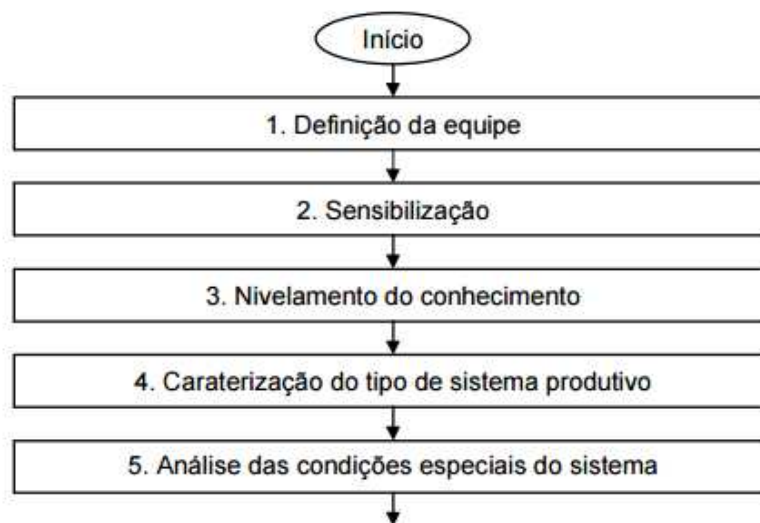 Início
1. Definição da equipe
2. Sensibilização
3. Nivelamento do conhecimento
4. Caraterização do tipo de sistema produtivo
5. Análise das condições especiais do sistema